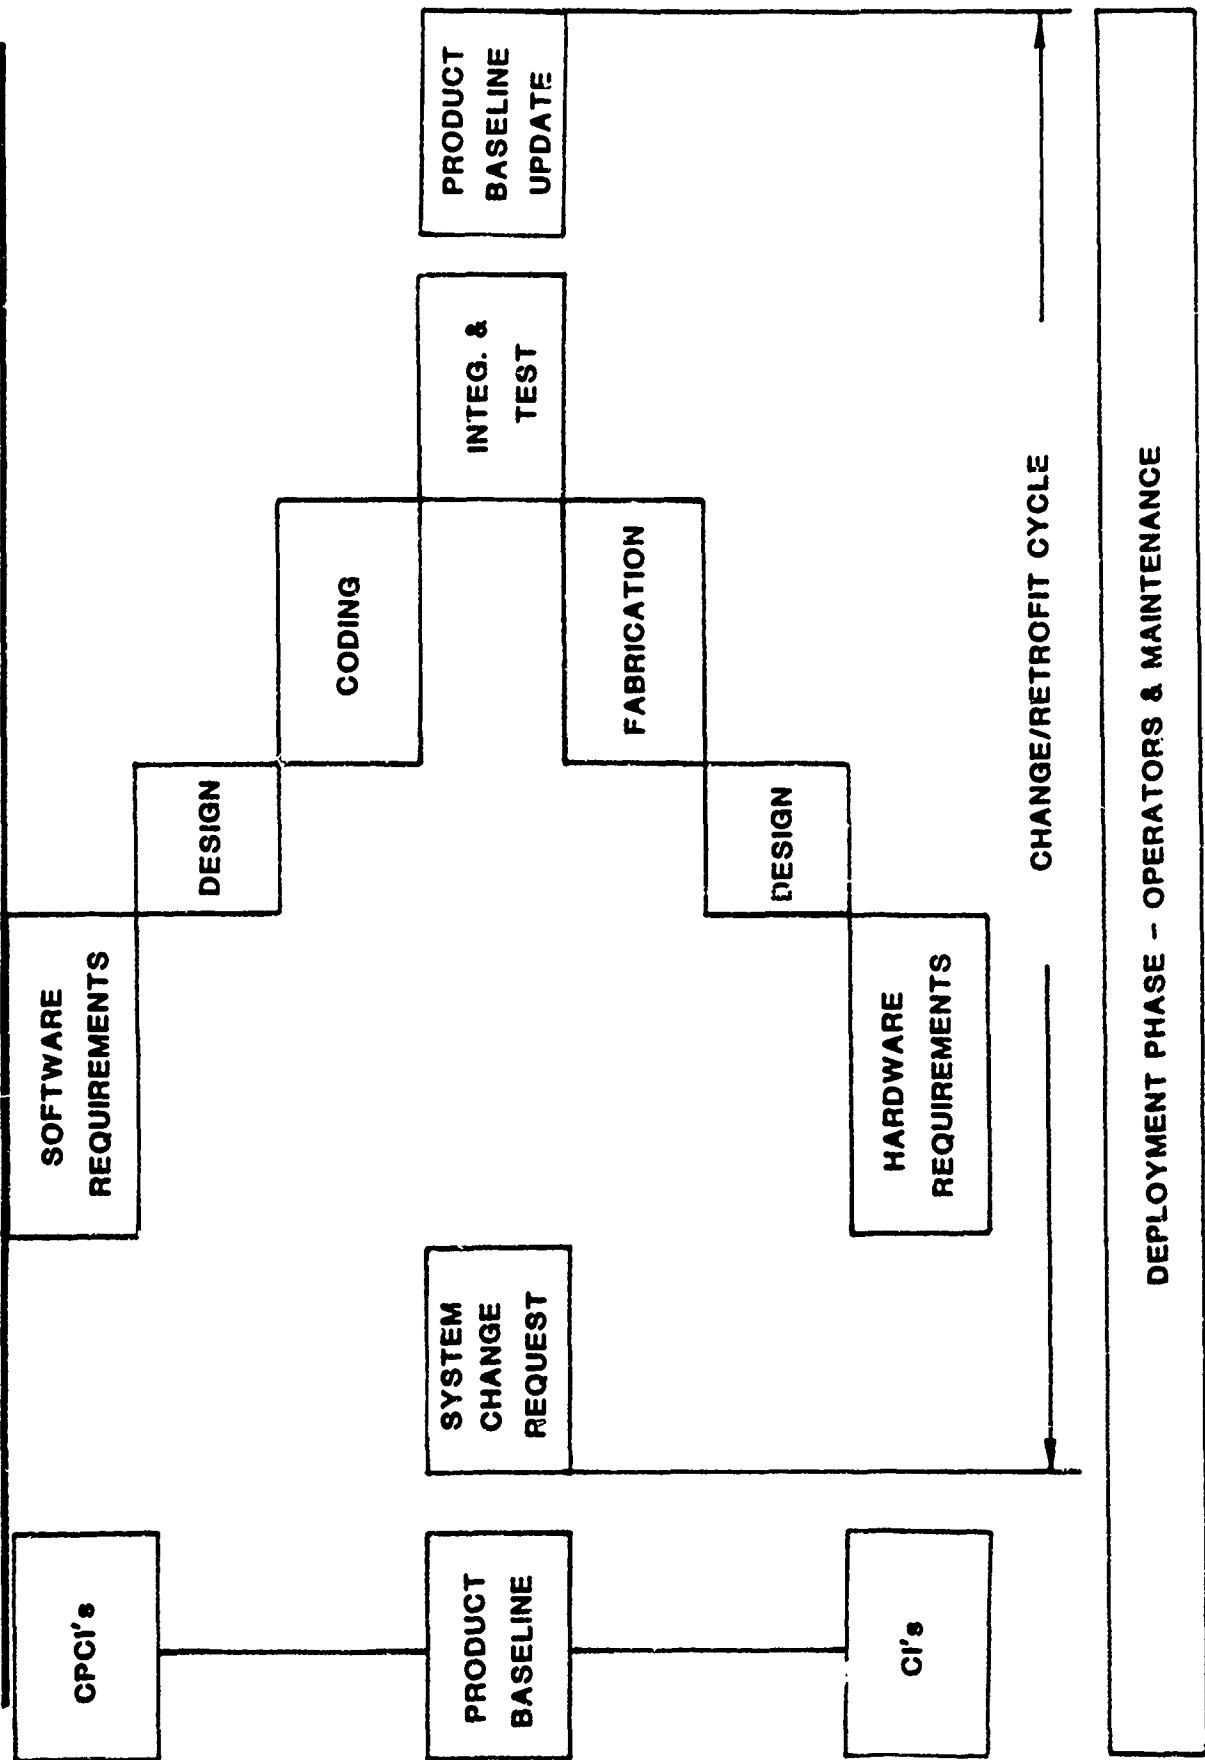 CPCI's
PRODUCT
BASELINE
CI's
SYSTEM
CHANGE
REQUEST
SOFTWARE
REQUIREMENTS
HARDWARE
REQUIREMENTS
DESIGN
DESIGN
CODING
FABRICATION
INTEG. &
TEST
PRODUCT
BASELINE
UPDATE
CHANGE/RETROFIT CYCLE
DEPLOYMENT PHASE – OPERATORS & MAINTENANCE